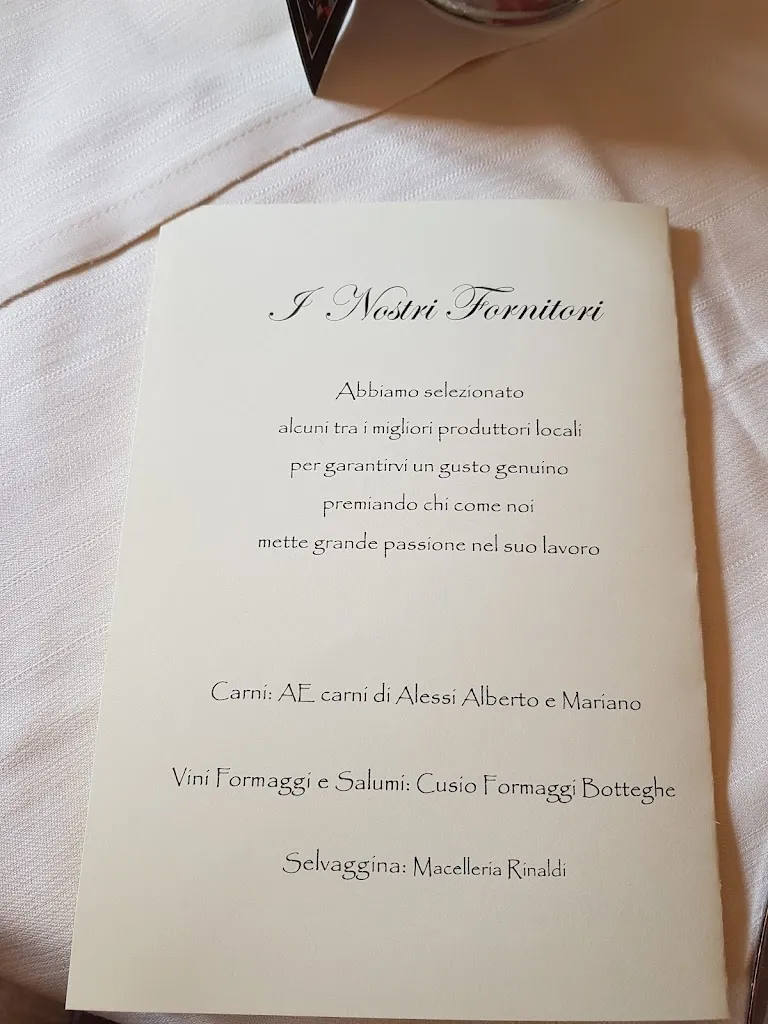 I Nostri Fornitori
Abbiamo selezionato
alcuni tra i migliori produttori locali
per garantirvi un gusto genuino
premiando chi come noi
mette grande passione nel suo lavoro
Carni: AE carni di Alessi Alberto e Mariano
Vini Formaggi e Salumi: Cusio Formaggi Botteghe
Selvaggina: Macelleria Rinaldi